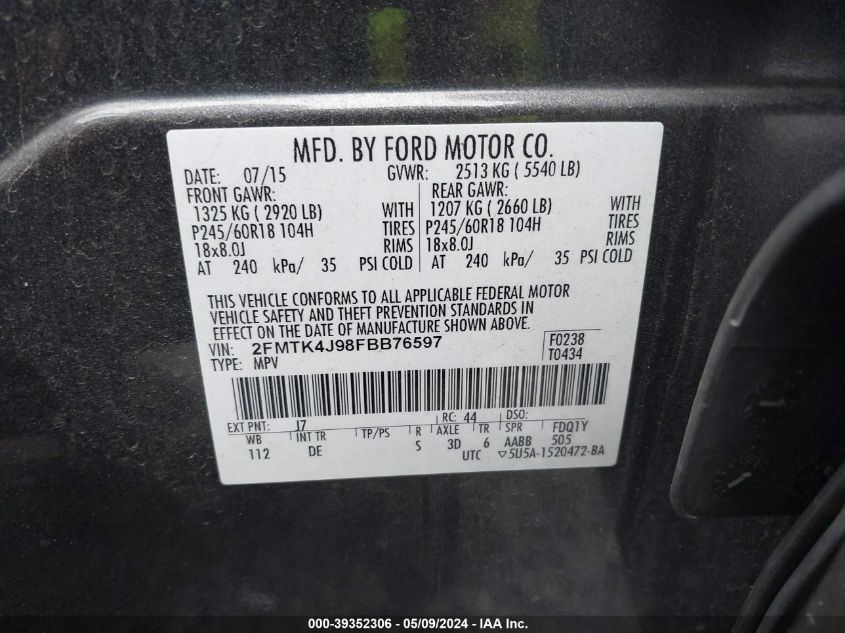 MFD. BY FORD MOTOR CO.
DATE: 07/15 GVWR: 2513 KG ( 5540 LB)
FRONT GAWR: REAR GAWR:
1325 KG ( 2920 LB) WITH 1207 KG ( 2660 LB) WITH
P245/60R18 104H TIRES P245/60R18 104H TIRES
18x8.0J RIMS 18x8.0J RIMS
AT 240 kPa/ 35 PSI COLD AT 240 kPa/ 35 PSI COLD
THIS VEHICLE CONFORMS TO ALL APPLICABLE FEDERAL MOTOR
VEHICLE SAFETY AND THEFT PREVENTION STANDARDS IN
EFFECT ON THE DATE OF MANUFACTURE SHOWN ABOVE.
VIN: 2FMTK4J98FBB76597 F0238
TYPE: MPV T0434
EXT PNT: J7 RC: 44 DSO: FDQ1Y
WB INT TR TP/PS R AXLE TR SPR 505
112 DE S 3D 6 AABB
UTC ▽5U5A-1520472-BA
000-39352306 - 05/09/2024 - IAA Inc.